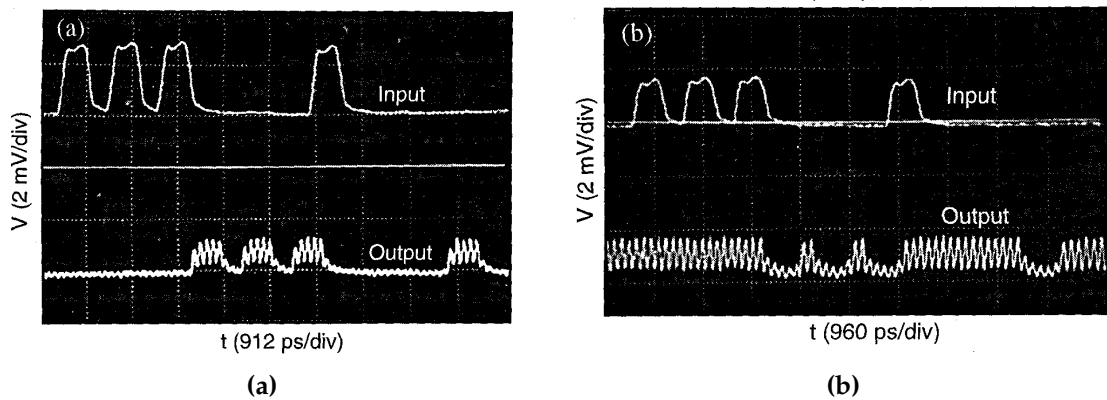 (a)
Input
Output
V (2 mV/div)
t (912 ps/div)
(a)
(b)
Input
Output
V (2 mV/div)
t (960 ps/div)
(b)